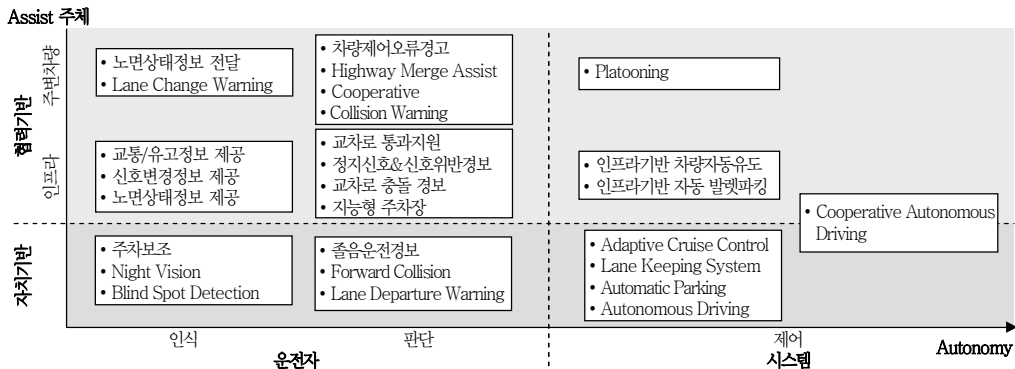 Assist 주체
협력기반
주변차량
• 노면상태정보 전달
• Lane Change Warning
• 차량제어오류경고
• Highway Merge Assist
• Cooperative
• Collision Warning
• Platooning
인프라
• 교통/유고정보 제공
• 신호변경정보 제공
• 노면상태정보 제공
• 교차로 통과지원
• 정지신호&신호위반경보
• 교차로 충돌 경보
• 지능형 주차장
• 인프라기반 차량자동유도
• 인프라기반 자동 발렛파킹
• Cooperative Autonomous
Driving
자치기반
• 주차보조
• Night Vision
• Blind Spot Detection
• 졸음운전경보
• Forward Collision
• Lane Departure Warning
• Adaptive Cruise Control
• Lane Keeping System
• Automatic Parking
• Autonomous Driving
인식
판단
제어
운전자
시스템
Autonomy